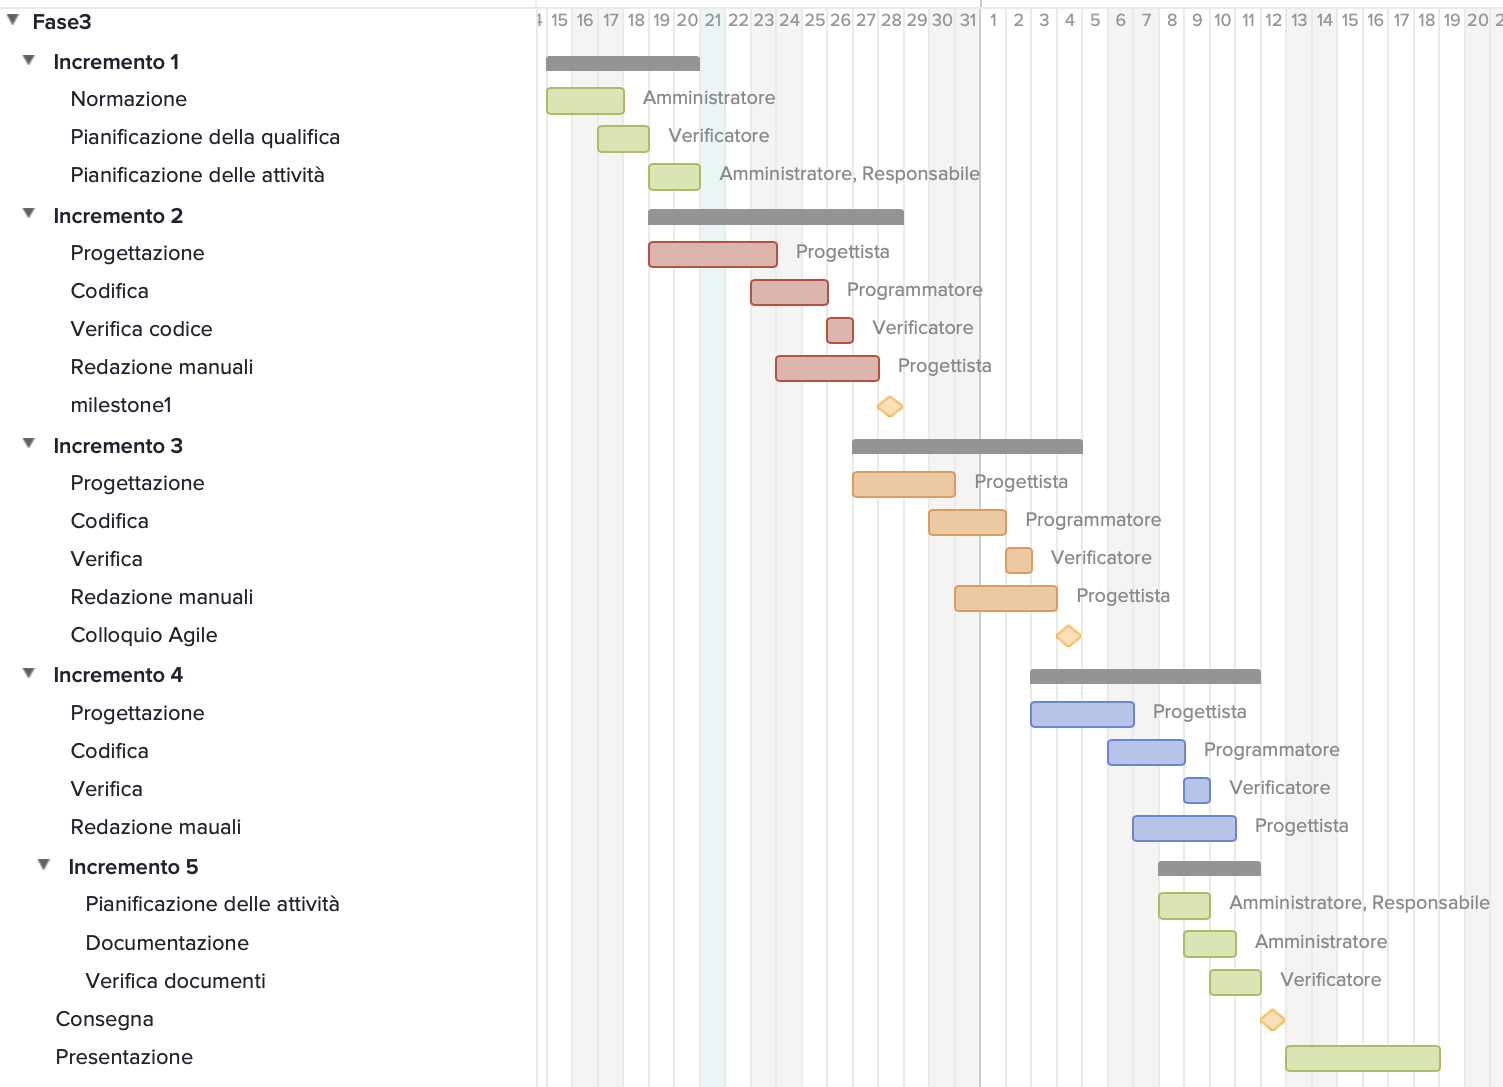 Fase3 15 16 17 18 19 20 21 22 23 24 25 26 27 28 29 30 31 1 2 3 4 5 6 7 8 9 10 11 12 13 14 15 16 17 18 19 20
Incremento 1
Normazione Amministratore
Pianificazione della qualifica Verificatore
Pianificazione delle attività Amministratore, Responsabile
Incremento 2
Progettazione Progettista
Codifica Programmatore
Verifica codice Verificatore
Redazione manuali Progettista
milestone1
Incremento 3
Progettazione Progettista
Codifica Programmatore
Verifica Verificatore
Redazione manuali Progettista
Colloquio Agile
Incremento 4
Progettazione Progettista
Codifica Programmatore
Verifica Verificatore
Redazione mauali Progettista
Incremento 5
Pianificazione delle attività Amministratore, Responsabile
Documentazione Amministratore
Verifica documenti Verificatore
Consegna
Presentazione